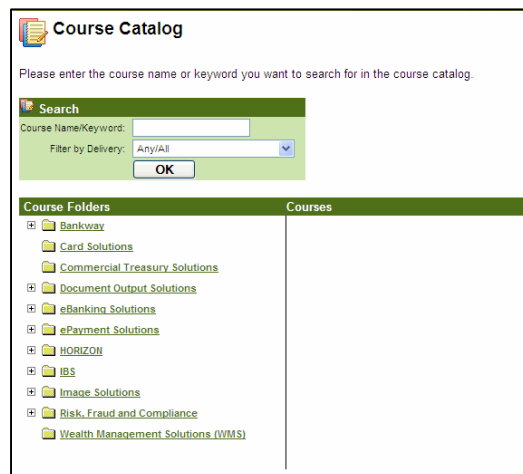 Course Catalog
Please enter the course name or keyword you want to search for in the course catalog.
Search
Course Name/Keyword:
Filter by Delivery: Any/All
OK
Course Folders Courses
Bankway
Card Solutions
Commercial Treasury Solutions
Document Output Solutions
eBanking Solutions
ePayment Solutions
HORIZON
IBS
Image Solutions
Risk, Fraud and Compliance
Wealth Management Solutions (WMS)